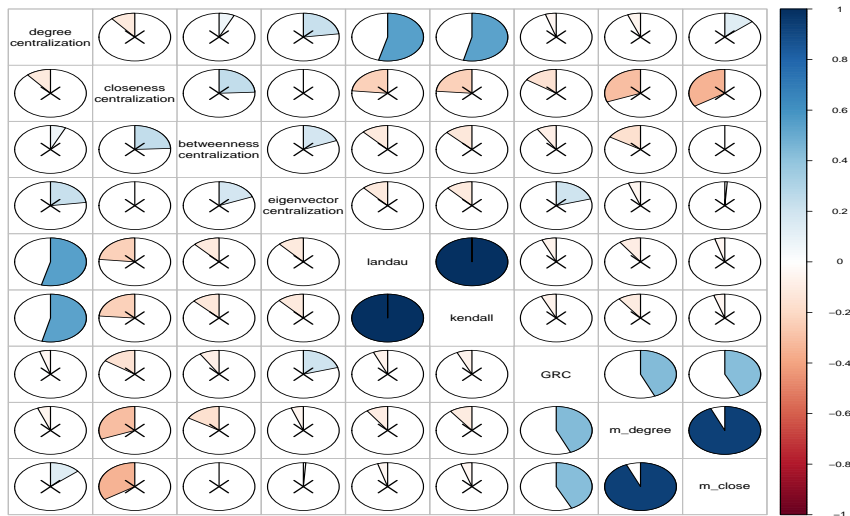 degree
centralization
closeness
centralization
betweenness
centralization
eigenvector
centralization
landau
kendall
GRC
m_degree
m_close
1
0.8
0.6
0.4
0.2
0
−0.2
−0.4
−0.6
−0.8
−1